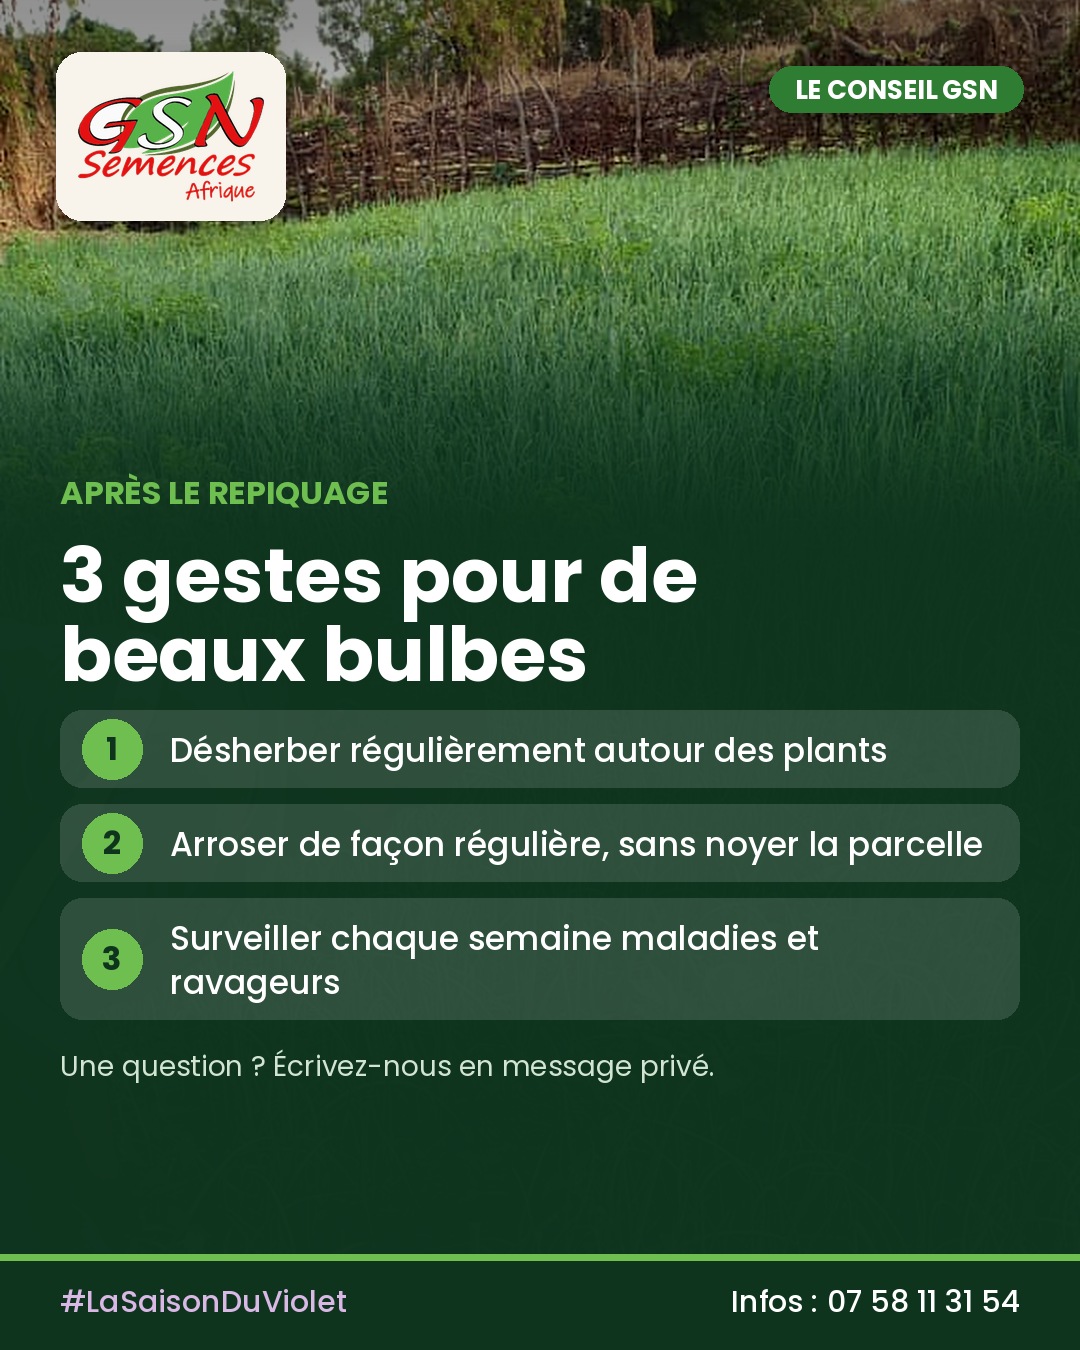 GSN
Semences
Afrique
LE CONSEIL GSN
APRÈS LE REPIQUAGE
3 gestes pour de
beaux bulbes
1 Désherber régulièrement autour des plants
2 Arroser de façon régulière, sans noyer la parcelle
3 Surveiller chaque semaine maladies et
ravageurs
Une question ? Écrivez-nous en message privé.
#LaSaisonDuViolet
Infos : 07 58 11 31 54